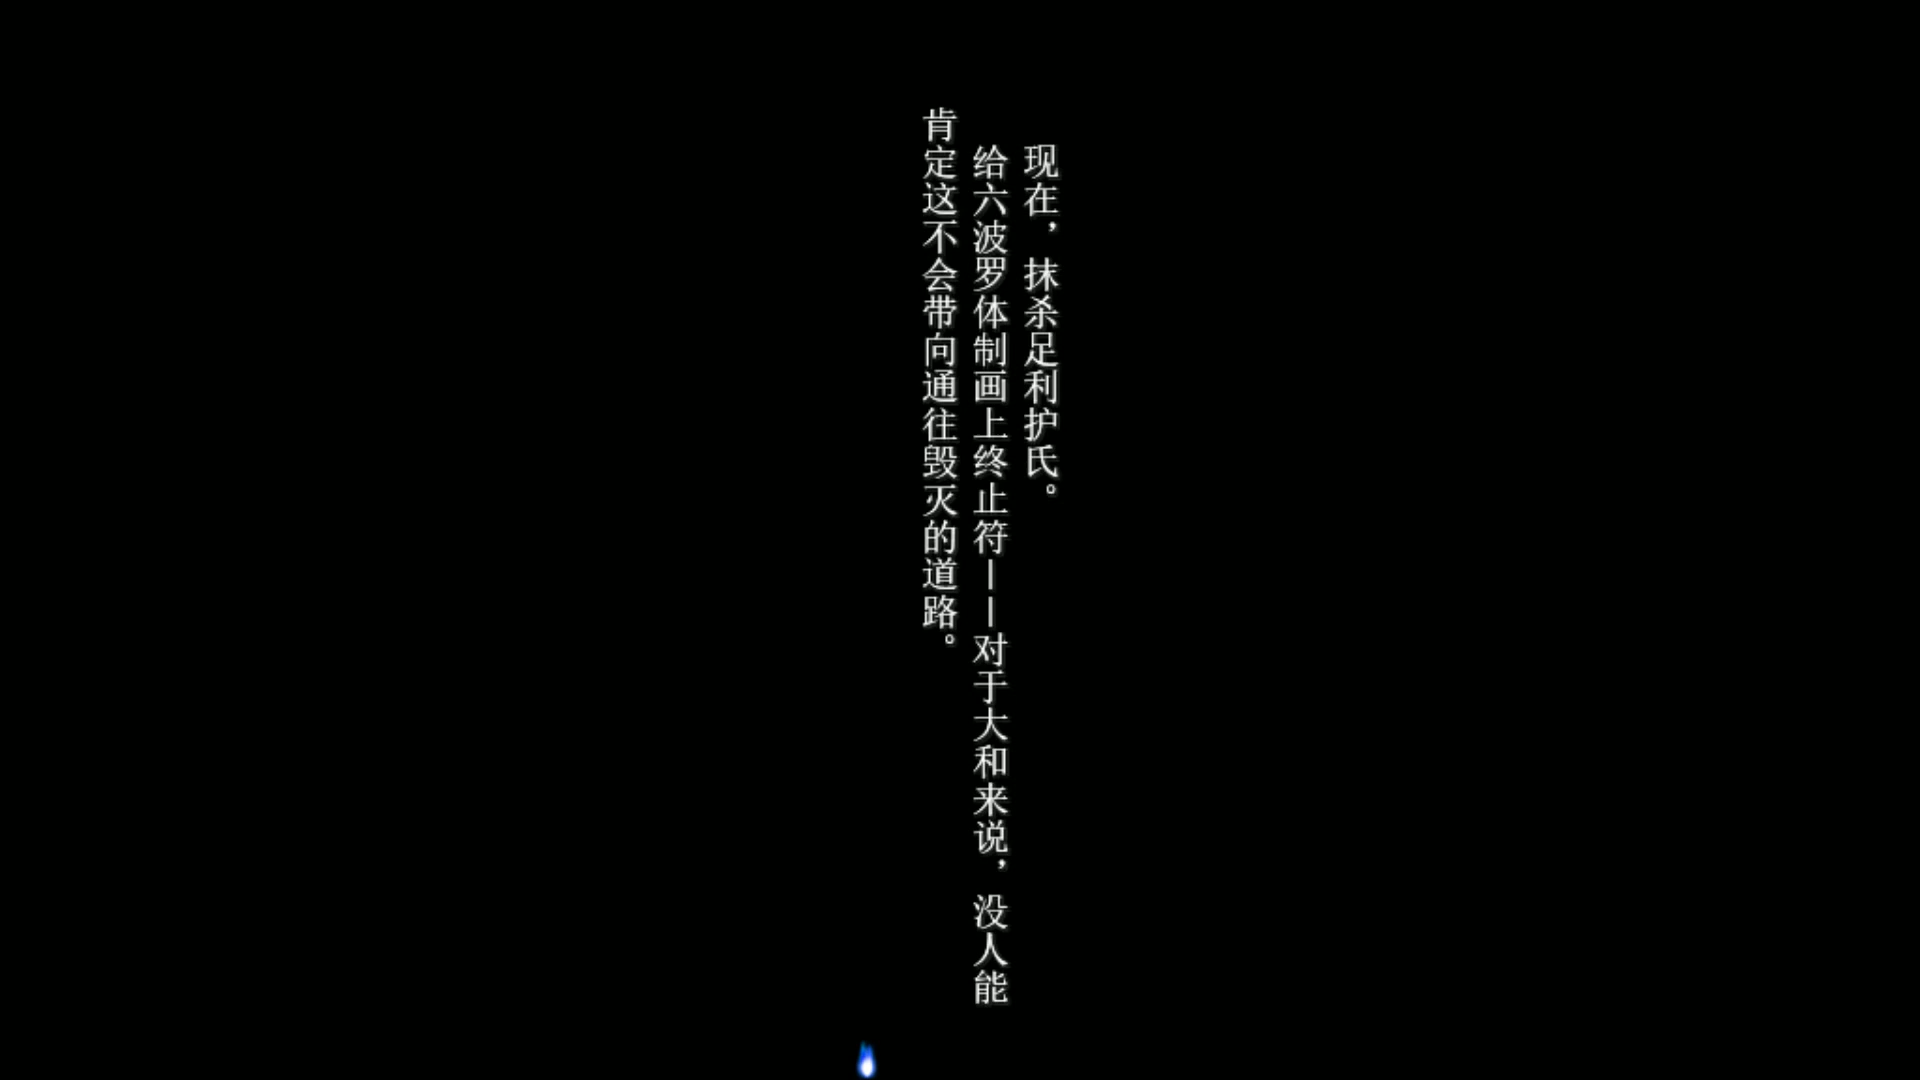 现在，抹杀足利护氏。
给六波罗体制画上终止符——对于大和来说，没人能
肯定这不会带向通往毁灭的道路。